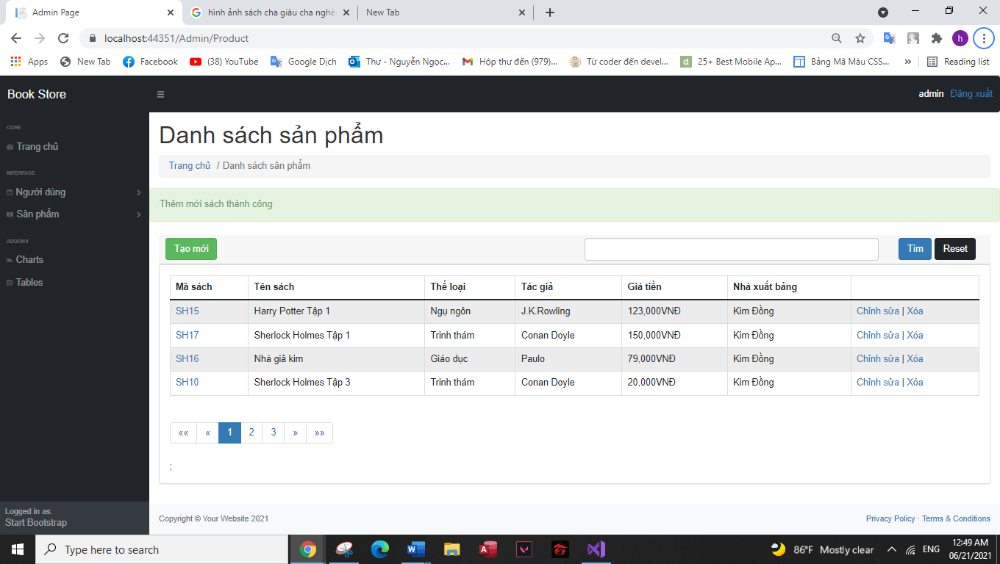 Admin Page
hình ảnh sách cha giàu cha nghè
New Tab
localhost:44351/Admin/Product
Apps
New Tab
Facebook
(38) YouTube
Google Dịch
Thư - Nguyễn Ngọc...
Hộp thư đến (979)...
Từ coder đến devel...
25+ Best Mobile Ap...
Bảng Mã Màu CSS...
»
Reading list
h
d
Book Store
admin Đăng xuất
CORE
Trang chủ
INTERFACE
Người dùng
Sản phẩm
ADDONS
Charts
Tables
Logged in as:
Start Bootstrap
Danh sách sản phẩm
Trang chủ / Danh sách sản phẩm
Thêm mới sách thành công
Tạo mới
Tìm
Reset
Mã sách Tên sách Thể loại Tác giả Giá tiền Nhà xuất bảng
SH15 Harry Potter Tập 1 Ngụ ngôn J.K.Rowling 123,000VNĐ Kim Đồng Chỉnh sửa | Xóa
SH17 Sherlock Holmes Tập 1 Trinh thám Conan Doyle 150,000VNĐ Kim Đồng Chỉnh sửa | Xóa
SH16 Nhà giả kim Giáo dục Paulo 79,000VNĐ Kim Đồng Chỉnh sửa | Xóa
SH10 Sherlock Holmes Tập 3 Trinh thám Conan Doyle 20,000VNĐ Kim Đồng Chỉnh sửa | Xóa
«« « 1 2 3 » »»
;
Copyright © Your Website 2021
Privacy Policy · Terms & Conditions
Type here to search
86°F Mostly clear
ENG
12:49 AM
06/21/2021